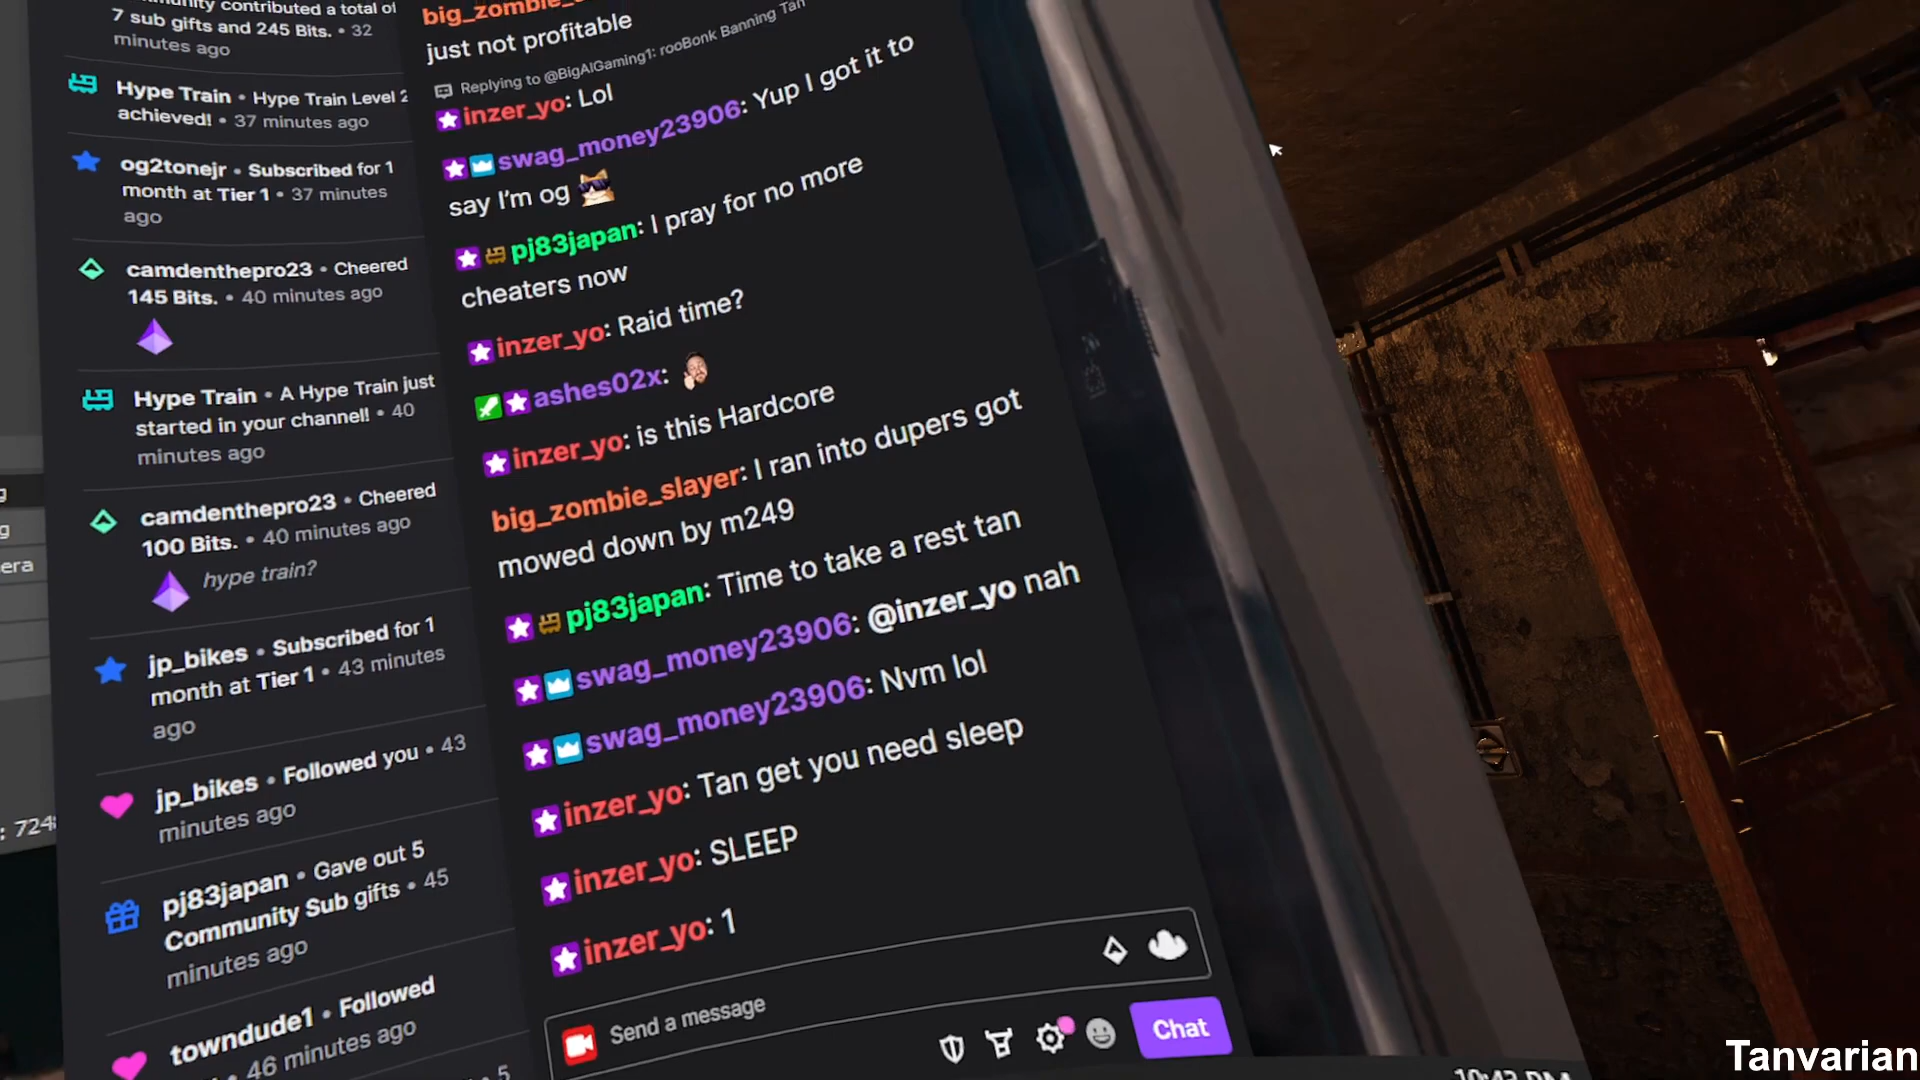 contributed a total of
7 sub gifts and 245 Bits. • 32
minutes ago
Hype Train • Hype Train Level 2
achieved! • 37 minutes ago
og2tonejr • Subscribed for 1
month at Tier 1 • 37 minutes
ago
camdenthepro23 • Cheered
145 Bits. • 40 minutes ago
Hype Train • A Hype Train just
started in your channel! • 40
minutes ago
camdenthepro23 • Cheered
100 Bits. • 40 minutes ago
hype train?
jp_bikes • Subscribed for 1
month at Tier 1 • 43 minutes
ago
jp_bikes • Followed you • 43
minutes ago
pj83japan • Gave out 5
Community Sub gifts • 45
minutes ago
towndude1 • Followed
• 46 minutes ago
• 5
just not profitable
Replying to @BigAlGaming1: rooBonk Banning Tan
inzer_yo: Lol
swag_money23906: Yup I got it to
say I'm og
pj83japan: I pray for no more
cheaters now
inzer_yo: Raid time?
ashes02x:
inzer_yo: is this Hardcore
big_zombie_slayer: I ran into dupers got
mowed down by m249
pj83japan: Time to take a rest tan
swag_money23906: @inzer_yo nah
swag_money23906: Nvm lol
inzer_yo: Tan get you need sleep
inzer_yo: SLEEP
inzer_yo: 1
Send a message
Chat
Tanvarian